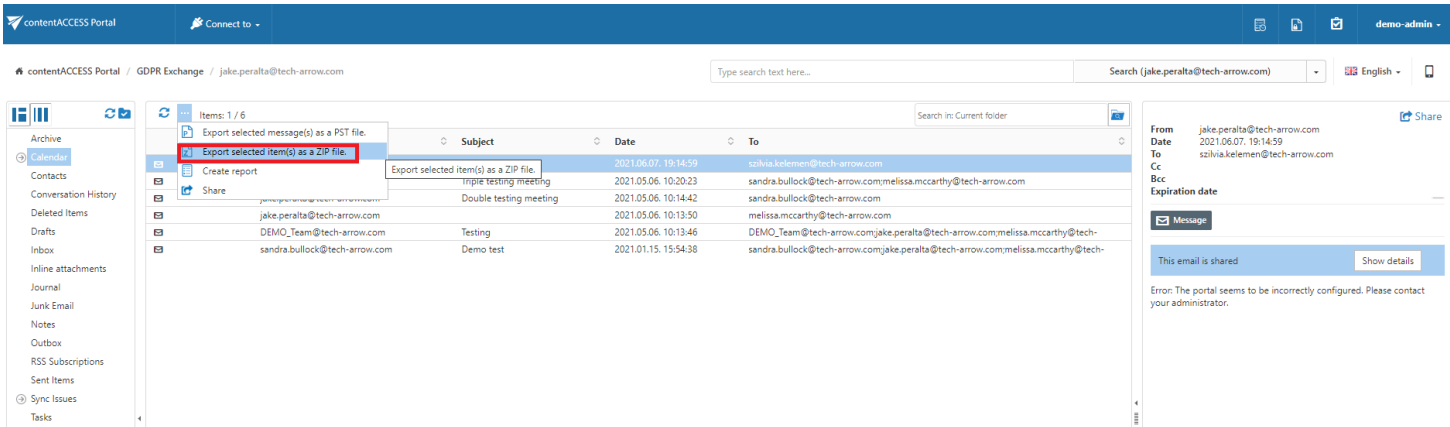 contentACCESS Portal
Connect to
demo-admin
contentACCESS Portal / GDPR Exchange / jake.peralta@tech-arrow.com
Type search text here...
Search (jake.peralta@tech-arrow.com)
English
Archive
Calendar
Contacts
Conversation History
Deleted Items
Drafts
Inbox
Inline attachments
Journal
Junk Email
Notes
Outbox
RSS Subscriptions
Sent Items
Sync Issues
Tasks
Items: 1 / 6
Search in: Current folder
Export selected message(s) as a PST file.
Export selected item(s) as a ZIP file.
Create report
Share
Export selected item(s) as a ZIP file.
Subject Date To
2021.06.07. 19:14:59 szilvia.kelemen@tech-arrow.com
Triple testing meeting 2021.05.06. 10:20:23 sandra.bullock@tech-arrow.com;melissa.mccarthy@tech-arrow.com
Double testing meeting 2021.05.06. 10:14:42 sandra.bullock@tech-arrow.com
jake.peralta@tech-arrow.com 2021.05.06. 10:13:50 melissa.mccarthy@tech-arrow.com
DEMO_Team@tech-arrow.com Testing 2021.05.06. 10:13:46 DEMO_Team@tech-arrow.com;jake.peralta@tech-arrow.com;melissa.mccarthy@tech-
sandra.bullock@tech-arrow.com Demo test 2021.01.15. 15:54:38 sandra.bullock@tech-arrow.com;jake.peralta@tech-arrow.com;melissa.mccarthy@tech-
Share
From jake.peralta@tech-arrow.com
Date 2021.06.07. 19:14:59
To szilvia.kelemen@tech-arrow.com
Cc
Bcc
Expiration date
Message
This email is shared
Show details
Error: The portal seems to be incorrectly configured. Please contact
your administrator.